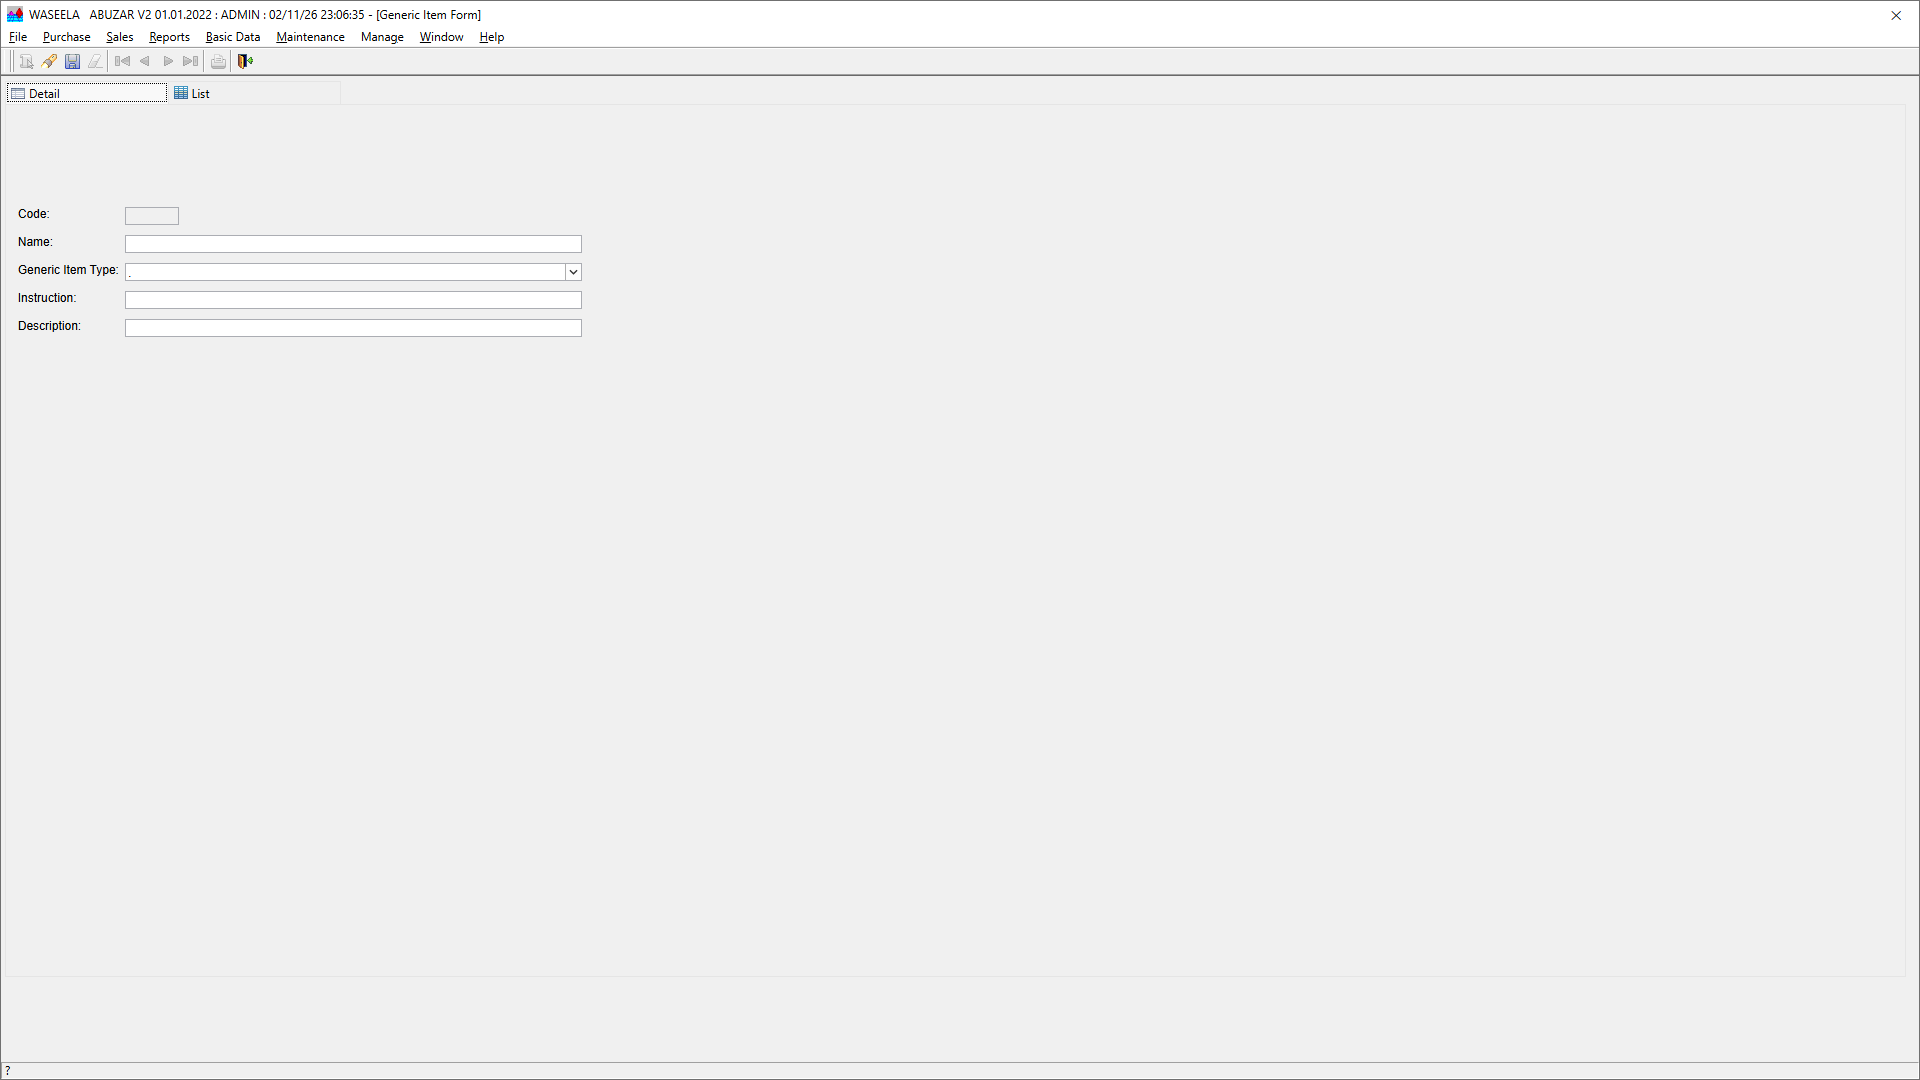 WASEELA   ABUZAR V2 01.01.2022 : ADMIN : 02/11/26 23:06:35 - [Generic Item Form]
File Purchase Sales Reports Basic Data Maintenance Manage Window Help
Detail List
Code:
Name:
Generic Item Type: .
Instruction:
Description:
?